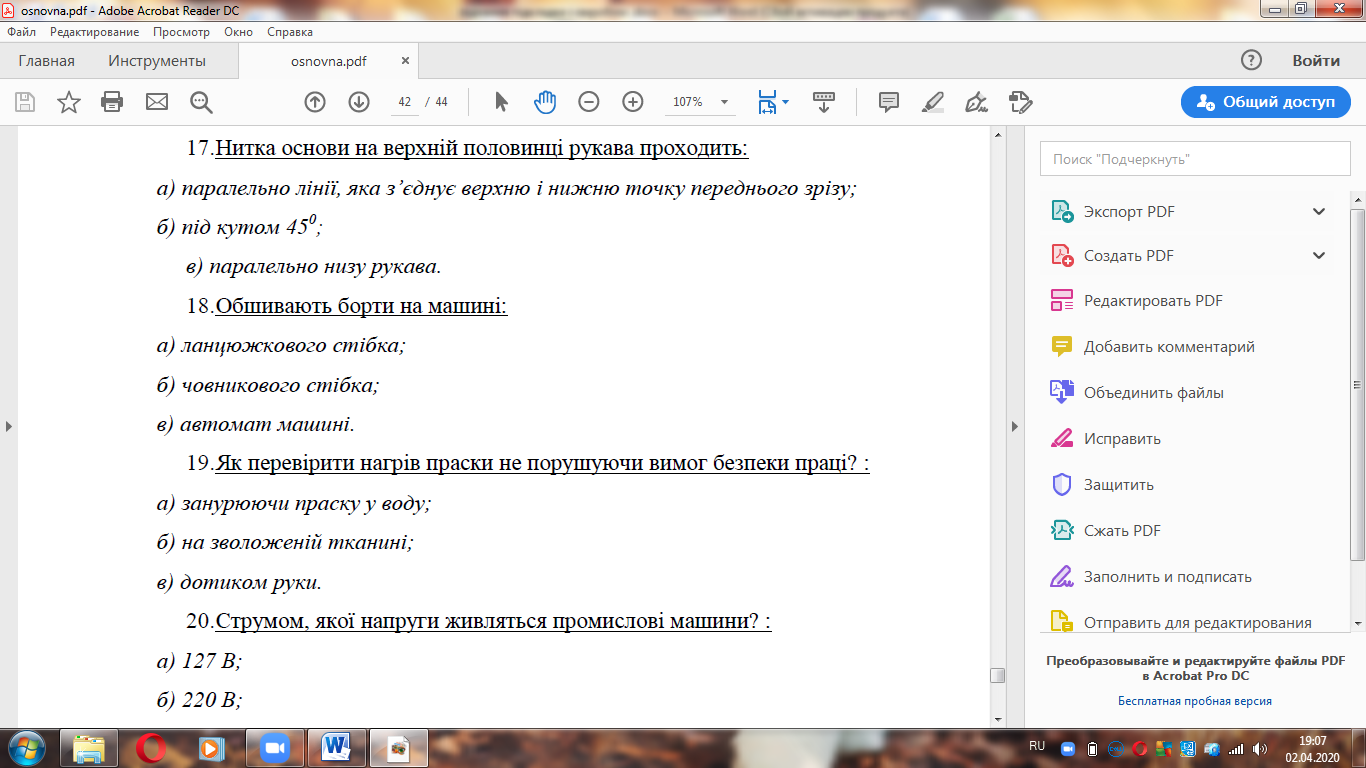 osnovna.pdf - Adobe Acrobat Reader DC
Файл Редактирование Просмотр Окно Справка
Главная Инструменты osnovna.pdf × ? Войти
42 / 44 107% Общий доступ
17.Нитка основи на верхній половинці рукава проходить:
а) паралельно лінії, яка з’єднує верхню і нижню точку переднього зрізу;
б) під кутом 45⁰;
в) паралельно низу рукава.
18.Обшивають борти на машині:
а) ланцюжкового стібка;
б) човникового стібка;
в) автомат машині.
19.Як перевірити нагрів праски не порушуючи вимог безпеки праці? :
а) занурюючи праску у воду;
б) на зволоженій тканині;
в) дотиком руки.
20.Струмом, якої напруги живляться промислові машини? :
а) 127 В;
б) 220 В;
Поиск "Подчеркнуть"
Экспорт PDF
Создать PDF
Редактировать PDF
Добавить комментарий
Объединить файлы
Исправить
Защитить
Сжать PDF
Заполнить и подписать
Отправить для редактирования
Преобразовывайте и редактируйте файлы PDF
в Acrobat Pro DC
Бесплатная пробная версия
RU
19:07
02.04.2020